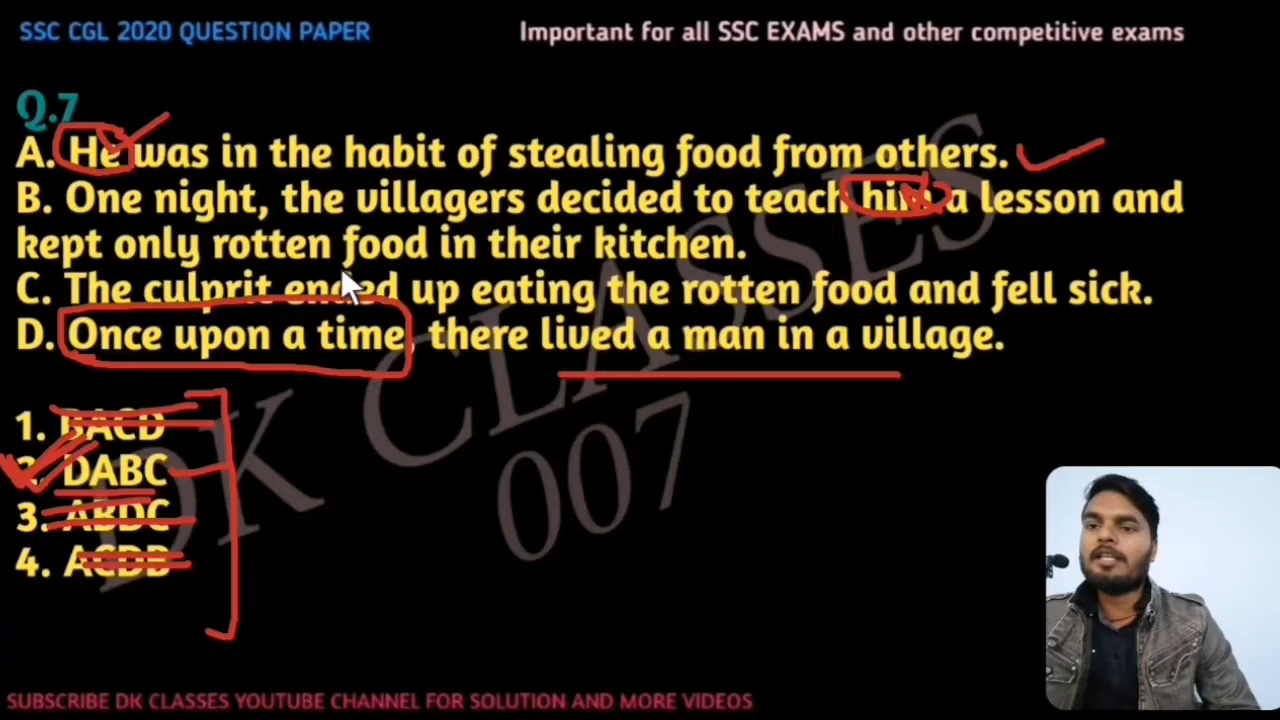 SSC CGL 2020 QUESTION PAPER Important for all SSC EXAMS and other competitive exams
Q.7
A. He was in the habit of stealing food from others.
B. One night, the villagers decided to teach him a lesson and
kept only rotten food in their kitchen.
C. The culprit ended up eating the rotten food and fell sick.
D. Once upon a time, there lived a man in a village.
1. BACD
2. DABC
3. ABDC
4. ACDB
DK CLASSES
007
SUBSCRIBE DK CLASSES YOUTUBE CHANNEL FOR SOLUTION AND MORE VIDEOS